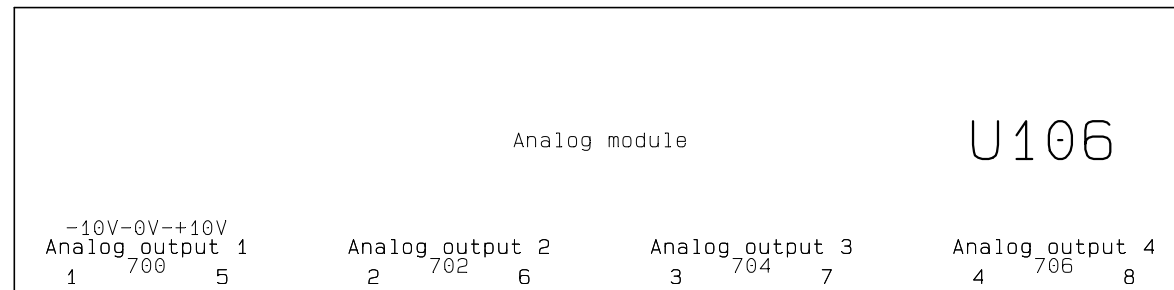 Analog module
U106
-10V-0V-+10V
Analog output 1 Analog output 2 Analog output 3 Analog output 4
700 702 704 706
1 5 2 6 3 7 4 8